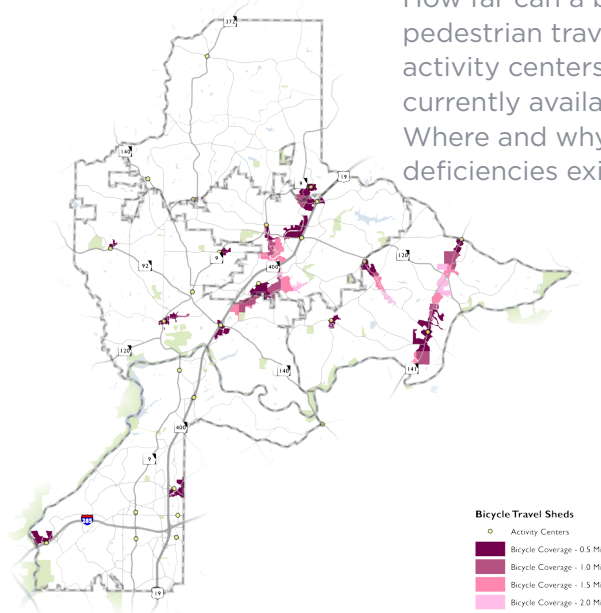 How far can a b
pedestrian trav
activity centers
currently availa
Where and why
deficiencies exi
372
140
9
19
92
9
400
120
120
140
141
400
9
285
19
Bicycle Travel Sheds
Activity Centers
Bicycle Coverage - 0.5 Mi
Bicycle Coverage - 1.0 Mi
Bicycle Coverage - 1.5 Mi
Bicycle Coverage - 2.0 Mi